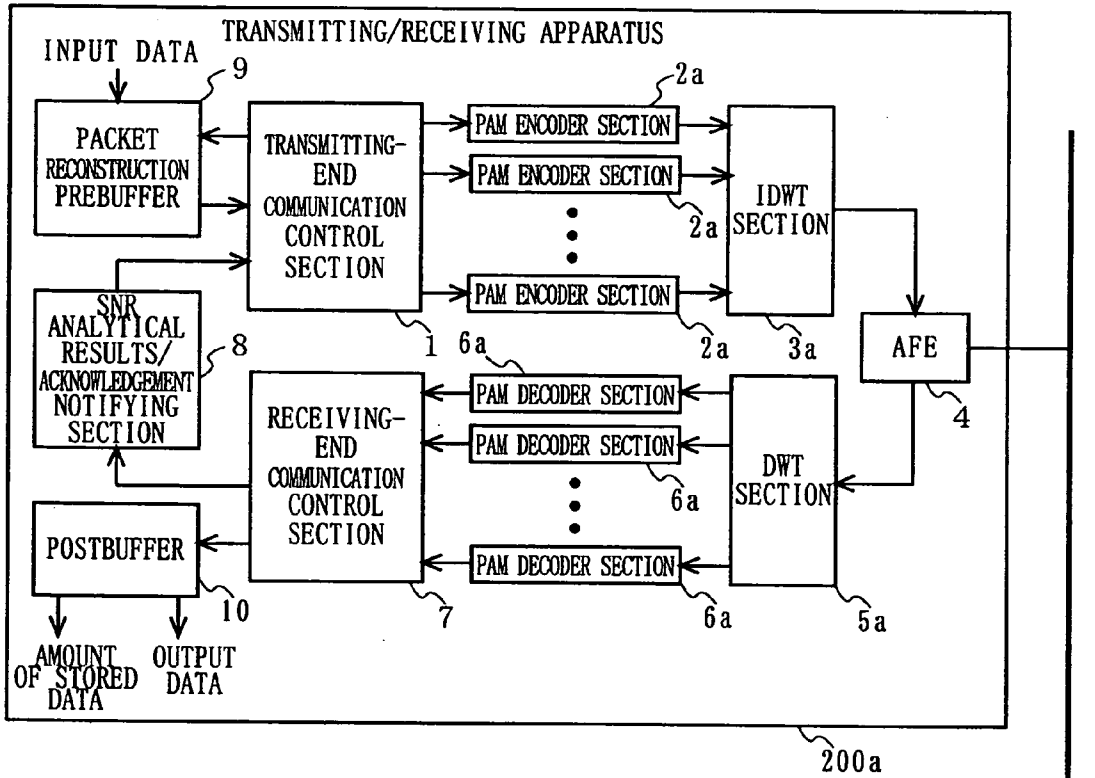 TRANSMITTING/RECEIVING APPARATUS
INPUT DATA
9
PACKET
RECONSTRUCTION
PREBUFFER
TRANSMITTING-
END
COMMUNICATION
CONTROL
SECTION
1
2a
PAM ENCODER SECTION
PAM ENCODER SECTION
2a
PAM ENCODER SECTION
2a
IDWT
SECTION
3a
AFE
4
SNR
ANALYTICAL
RESULTS/
ACKNOWLEDGEMENT
NOTIFYING
SECTION
8
RECEIVING-
END
COMMUNICATION
CONTROL
SECTION
7
6a
PAM DECODER SECTION
PAM DECODER SECTION
6a
PAM DECODER SECTION
6a
DWT
SECTION
5a
POSTBUFFER
10
AMOUNT
OF STORED
DATA
OUTPUT
DATA
200a